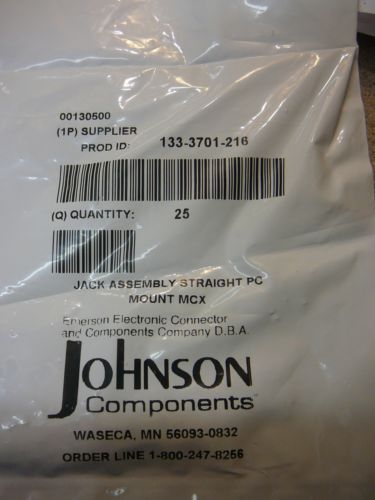 00130500
(1P) SUPPLIER
PROD ID: 133-3701-216
(Q) QUANTITY: 25
JACK ASSEMBLY STRAIGHT PC
MOUNT MCX
Emerson Electronic Connector
and Components Company D.B.A.
JOHNSON
Components™
WASECA, MN 56093-0832
ORDER LINE 1-800-247-8256